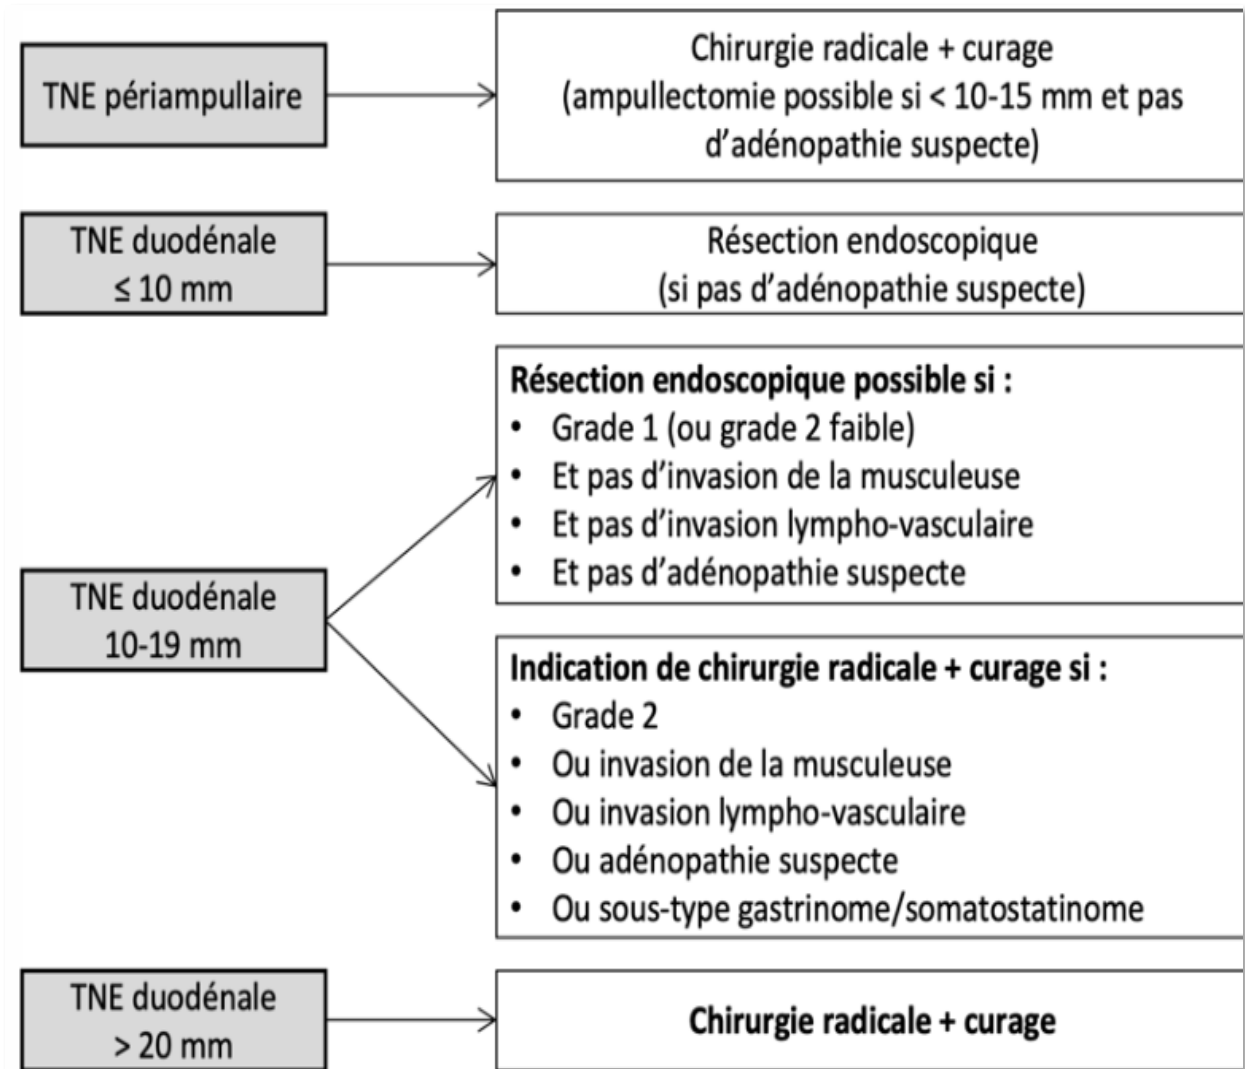 TNE périampullaire
Chirurgie radicale + curage
(ampullectomie possible si < 10-15 mm et pas
d’adénopathie suspecte)
TNE duodénale
≤ 10 mm
Résection endoscopique
(si pas d’adénopathie suspecte)
TNE duodénale
10-19 mm
Résection endoscopique possible si :
• Grade 1 (ou grade 2 faible)
• Et pas d’invasion de la musculeuse
• Et pas d’invasion lympho-vasculaire
• Et pas d’adénopathie suspecte
Indication de chirurgie radicale + curage si :
• Grade 2
• Ou invasion de la musculeuse
• Ou invasion lympho-vasculaire
• Ou adénopathie suspecte
• Ou sous-type gastrinome/somatostatinome
TNE duodénale
> 20 mm
Chirurgie radicale + curage